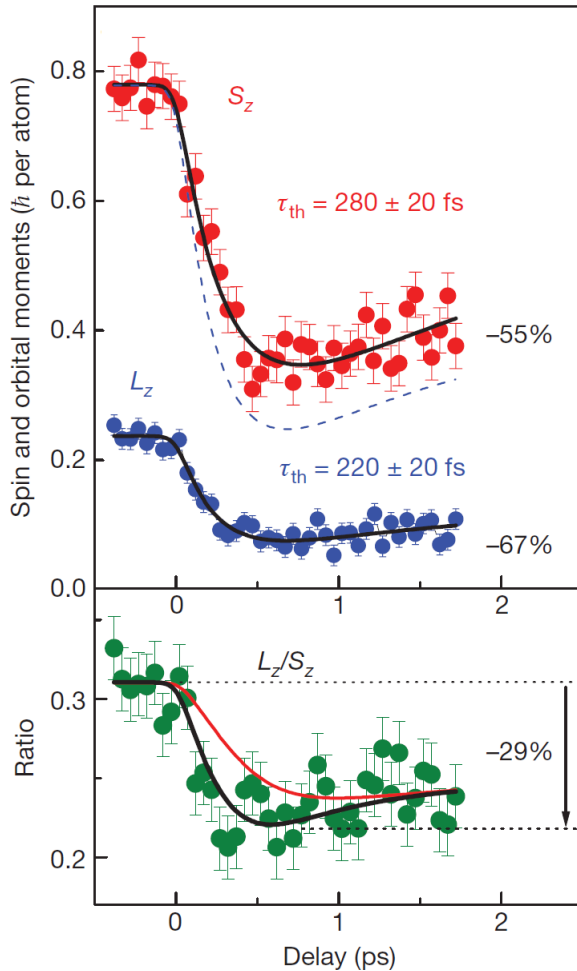 Spin and orbital moments (ℏ per atom)
0.8
0.6
0.4
0.2
0.0
S_z
τ_th = 280 ± 20 fs
−55%
L_z
τ_th = 220 ± 20 fs
−67%
0
1
2
Ratio
0.3
0.2
L_z/S_z
−29%
0
1
2
Delay (ps)